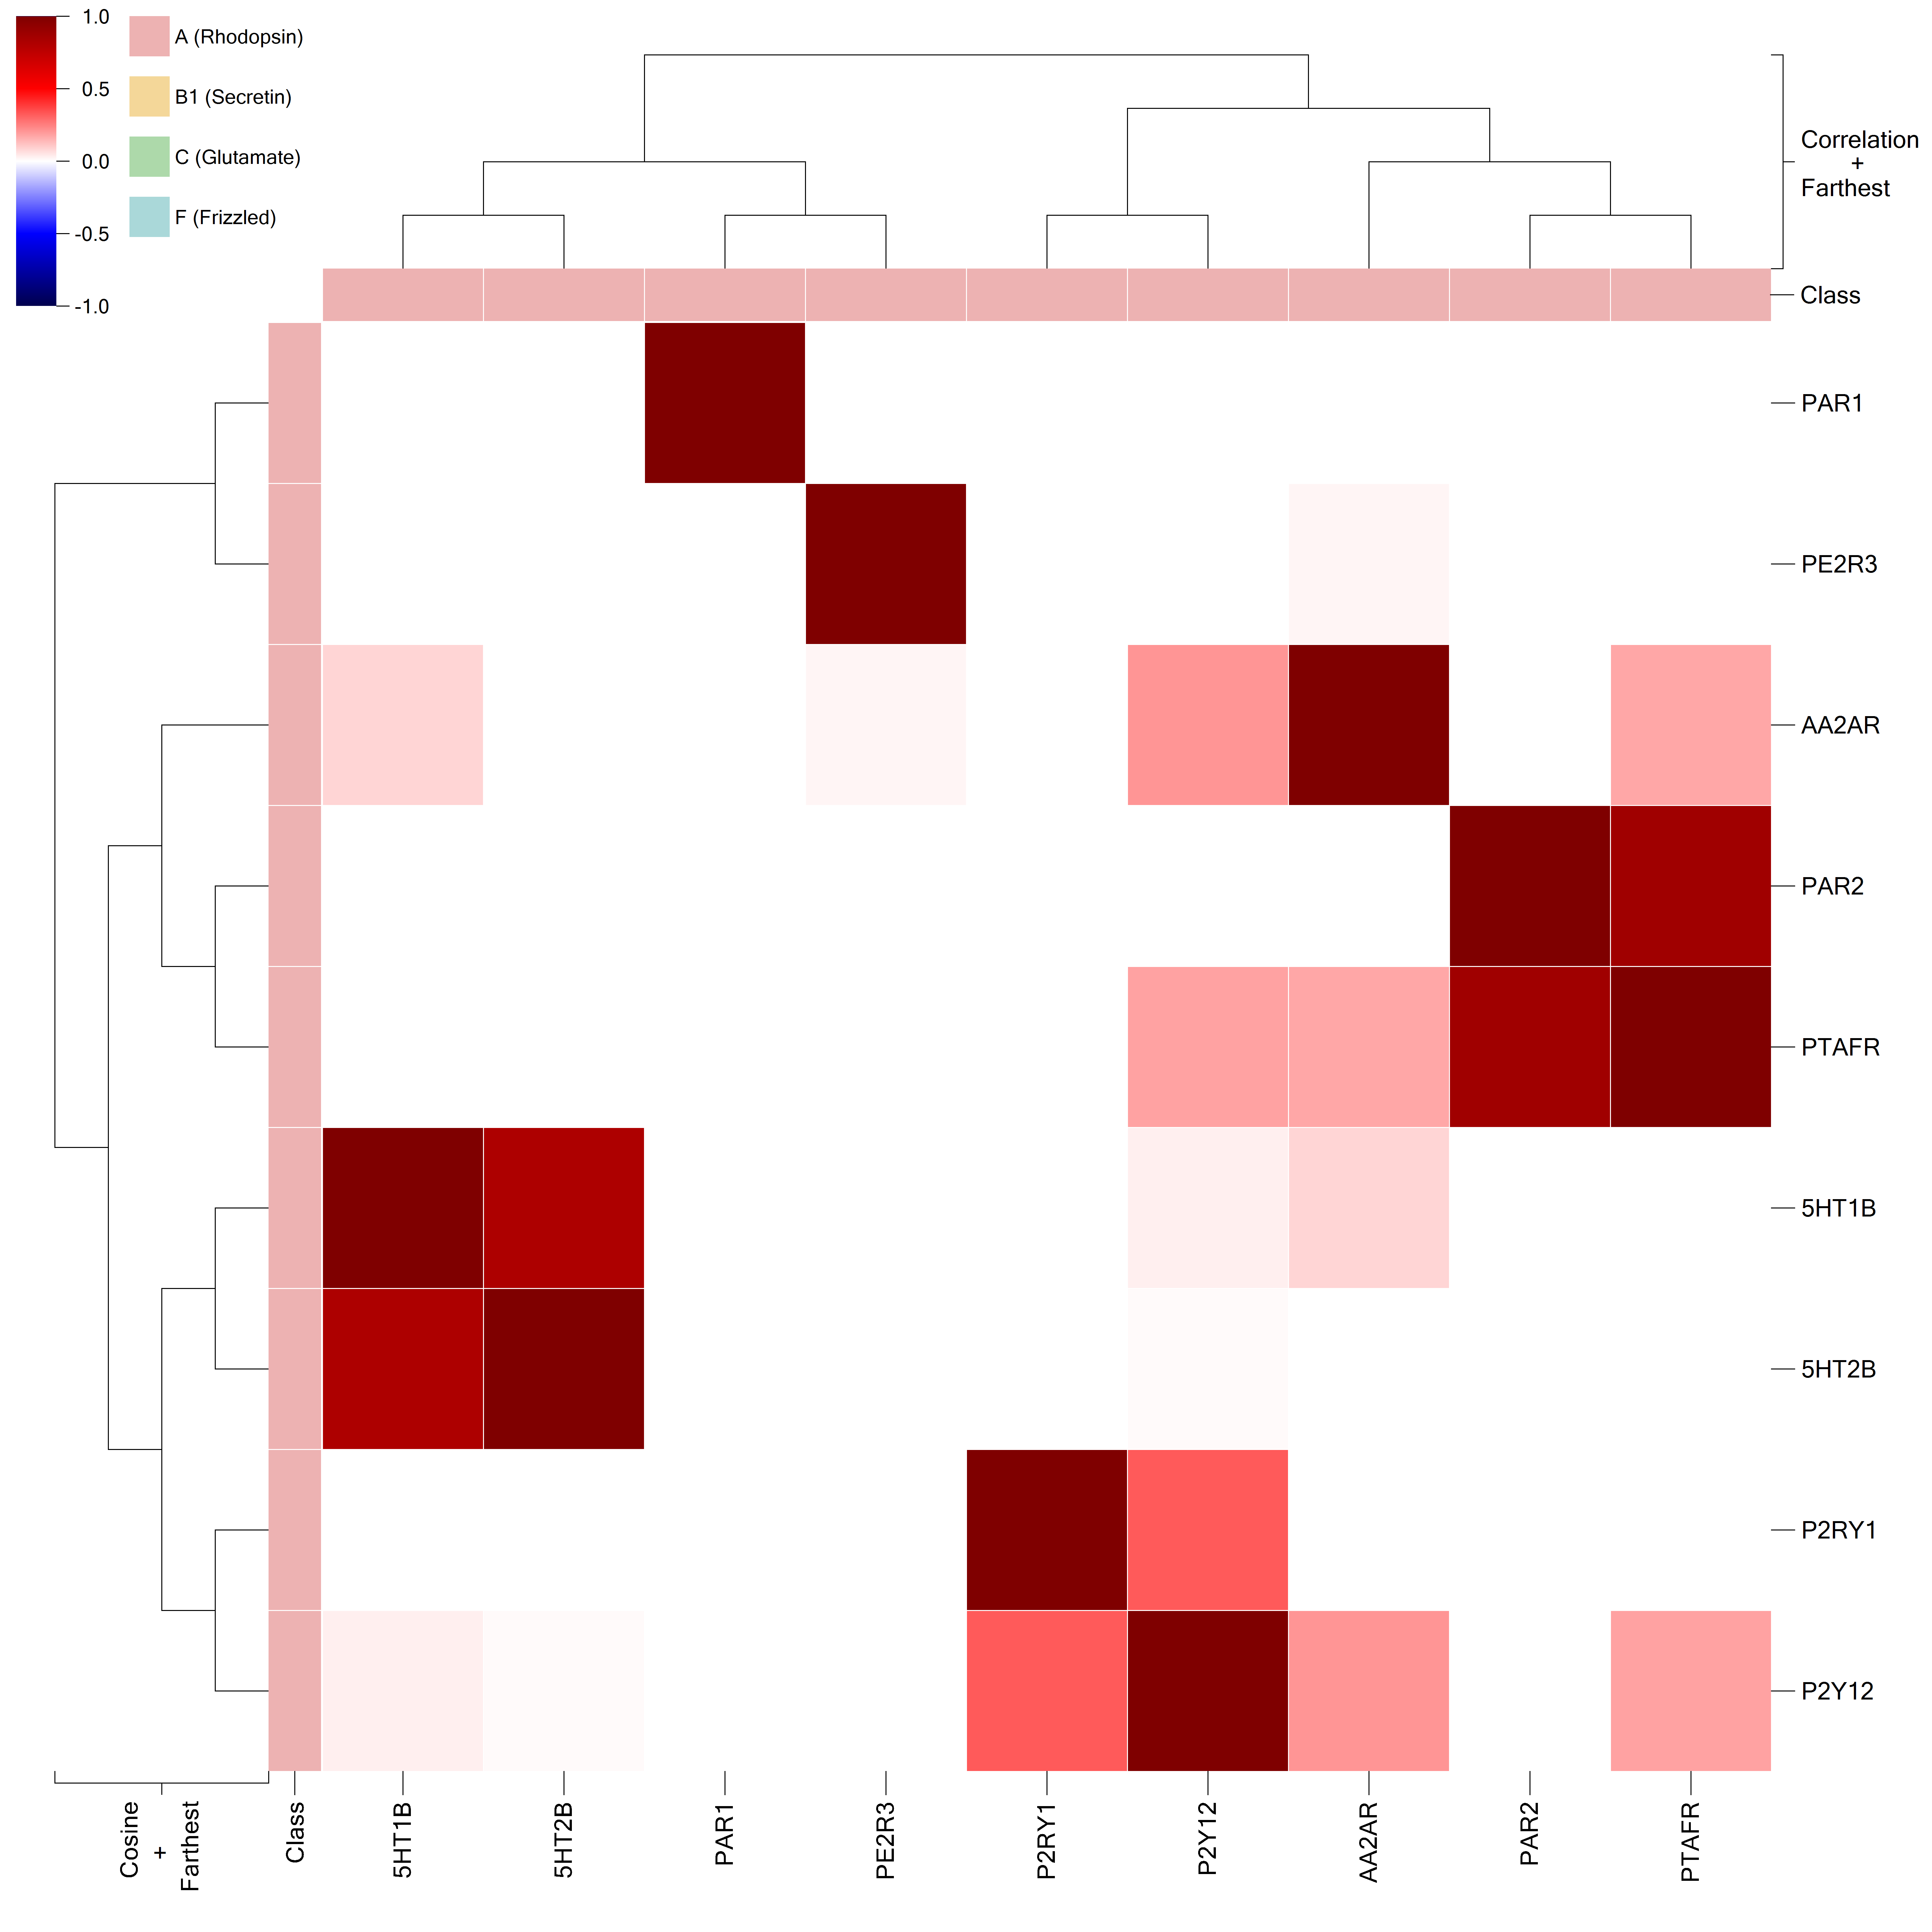 1.0
0.5
0.0
-0.5
-1.0
A (Rhodopsin)
B1 (Secretin)
C (Glutamate)
F (Frizzled)
Correlation
+
Farthest
Class
PAR1
PE2R3
AA2AR
PAR2
PTAFR
5HT1B
5HT2B
P2RY1
P2Y12
Cosine
+
Farthest
Class
5HT1B
5HT2B
PAR1
PE2R3
P2RY1
P2Y12
AA2AR
PAR2
PTAFR